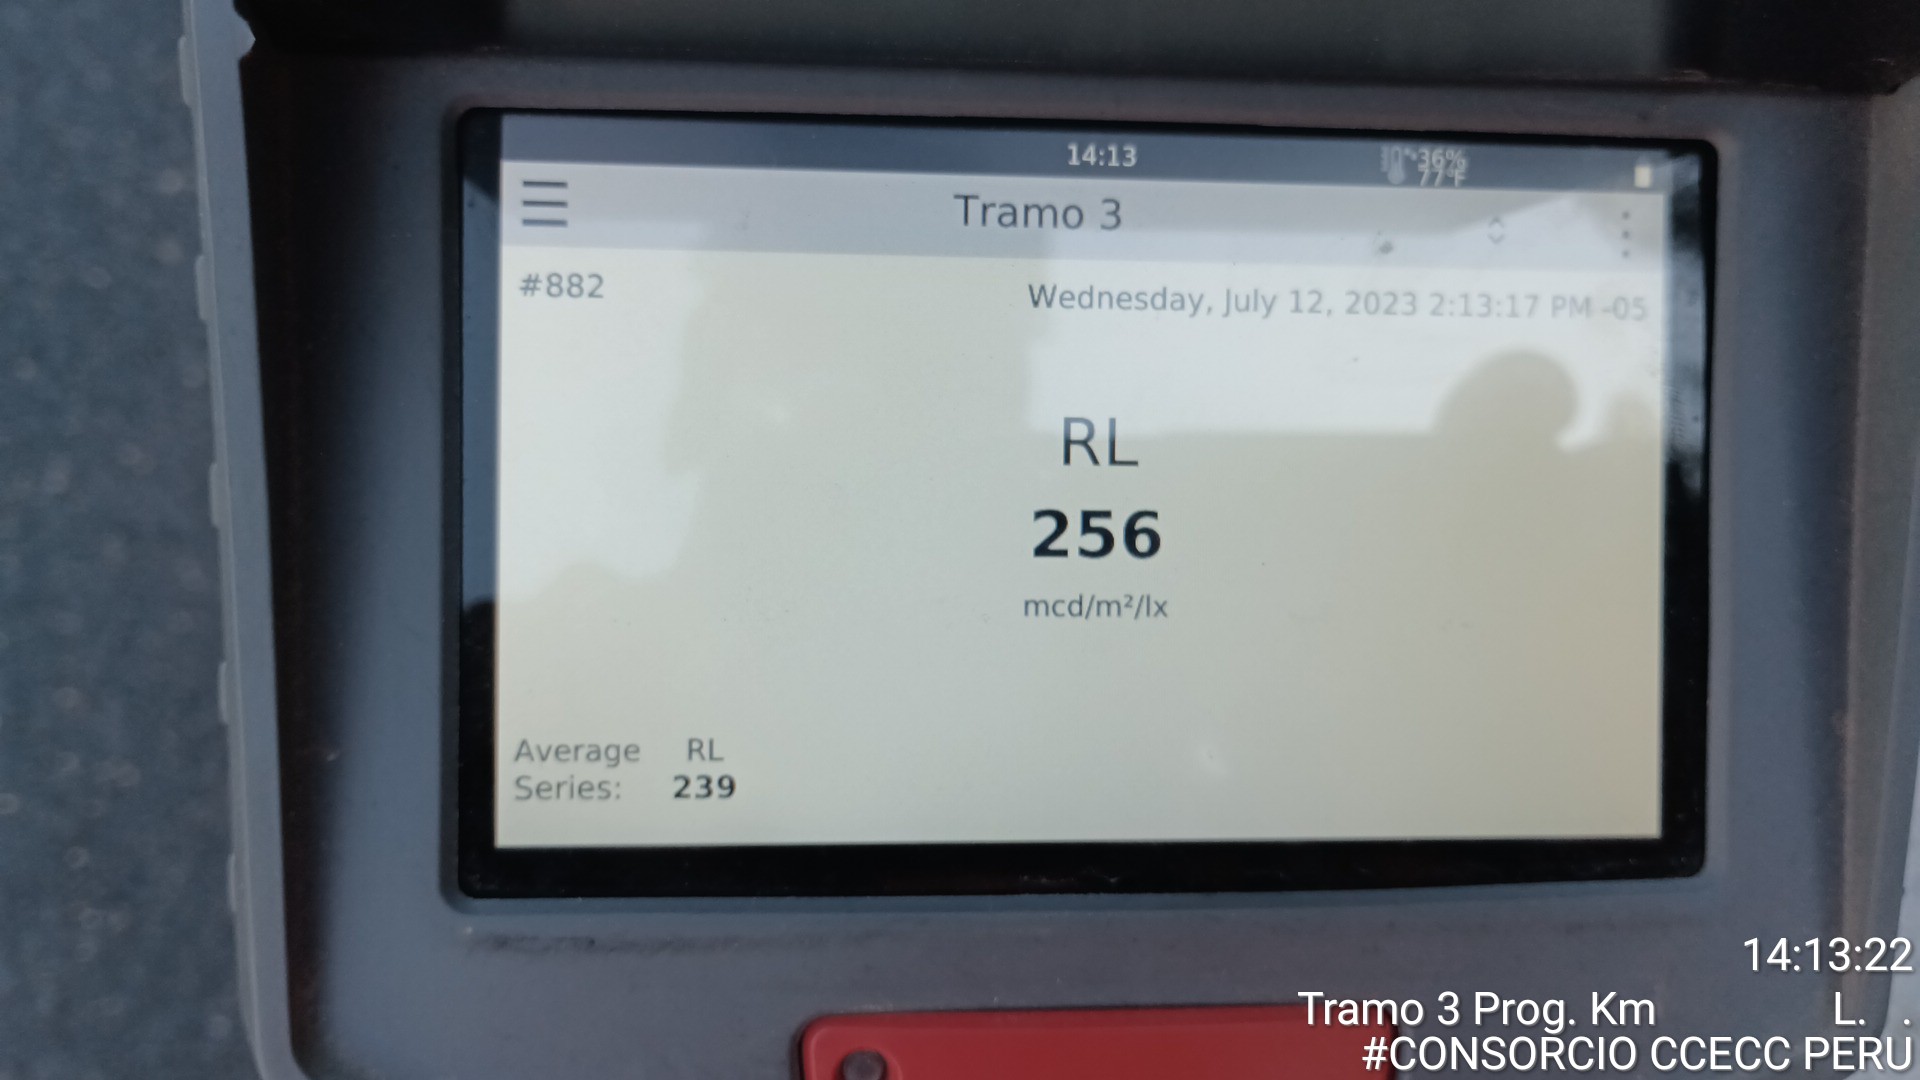 14:13
36%
77°F
Tramo 3
#882
Wednesday, July 12, 2023 2:13:17 PM -05
RL
256
mcd/m²/lx
Average RL
Series: 239
14:13:22
Tramo 3 Prog. Km L. .
#CONSORCIO CCECC PERU